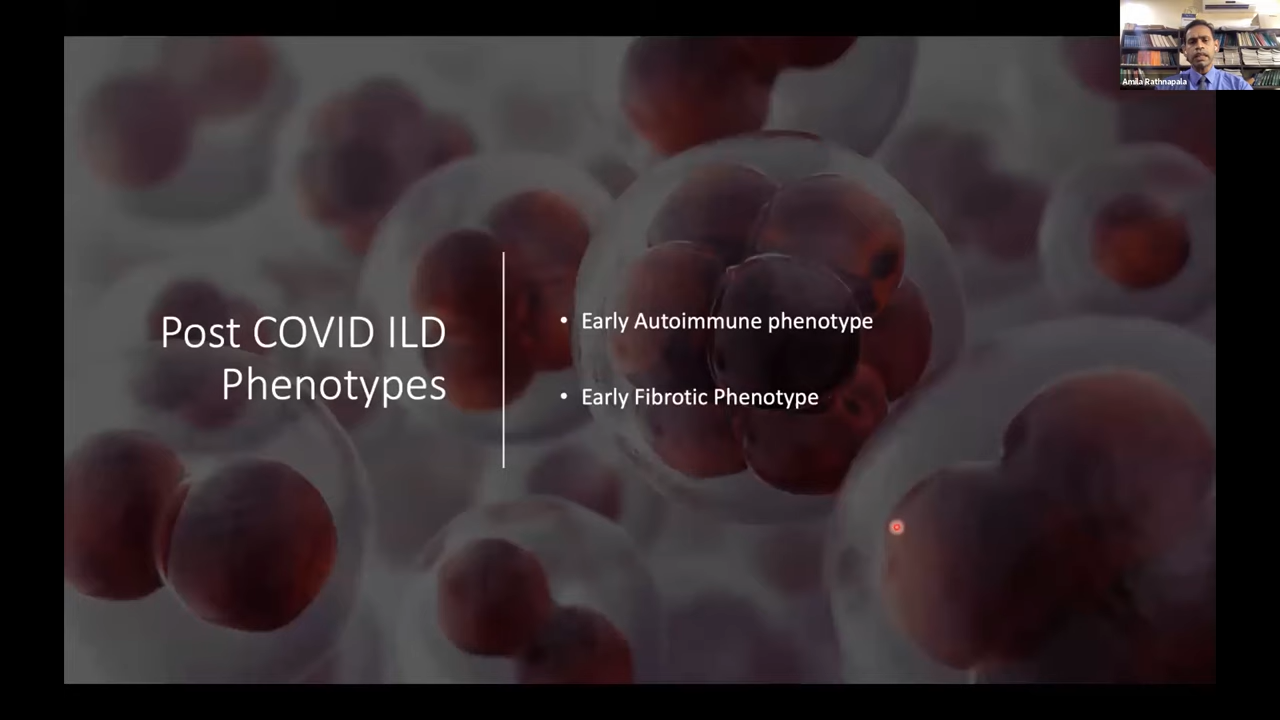 Amila Rathnapala
Post COVID ILD
Phenotypes
• Early Autoimmune phenotype
• Early Fibrotic Phenotype